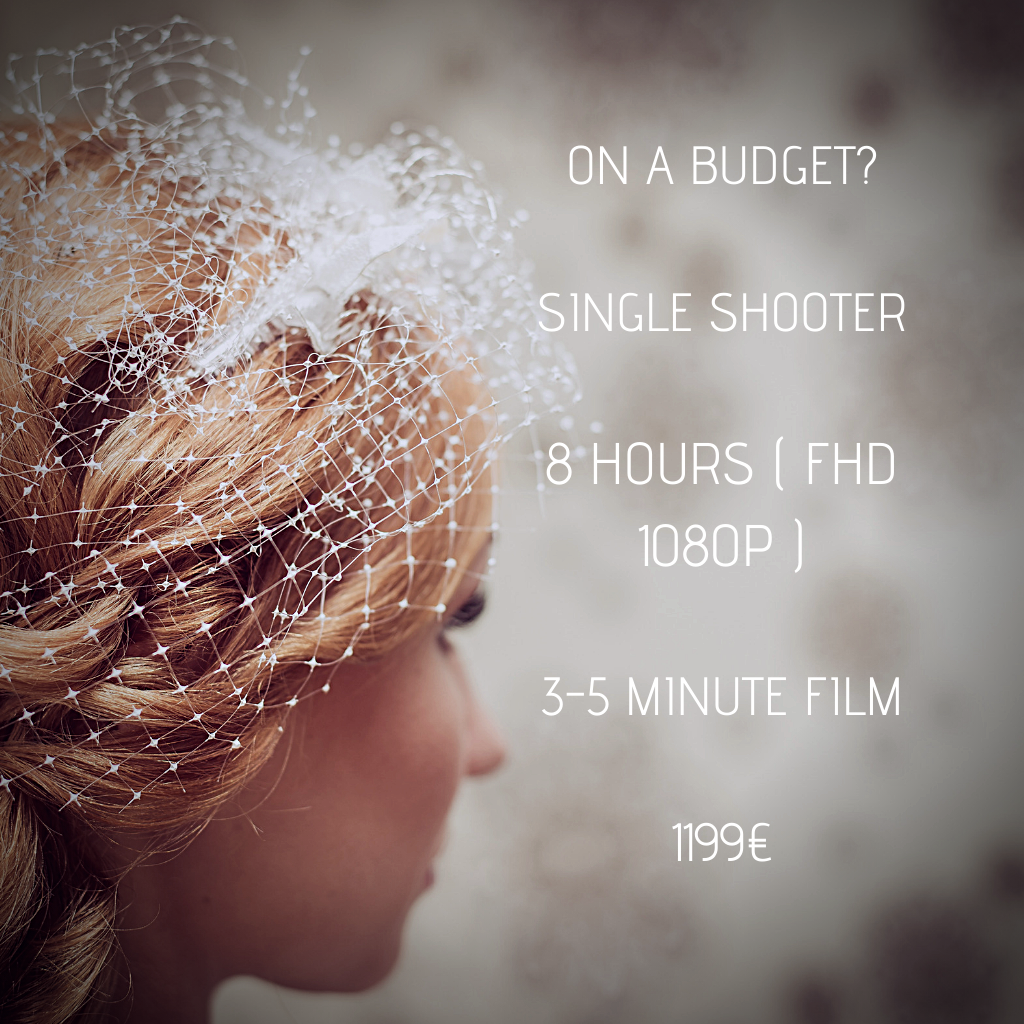 ON A BUDGET?
SINGLE SHOOTER
8 HOURS ( FHD
1080P )
3-5 MINUTE FILM
1199€